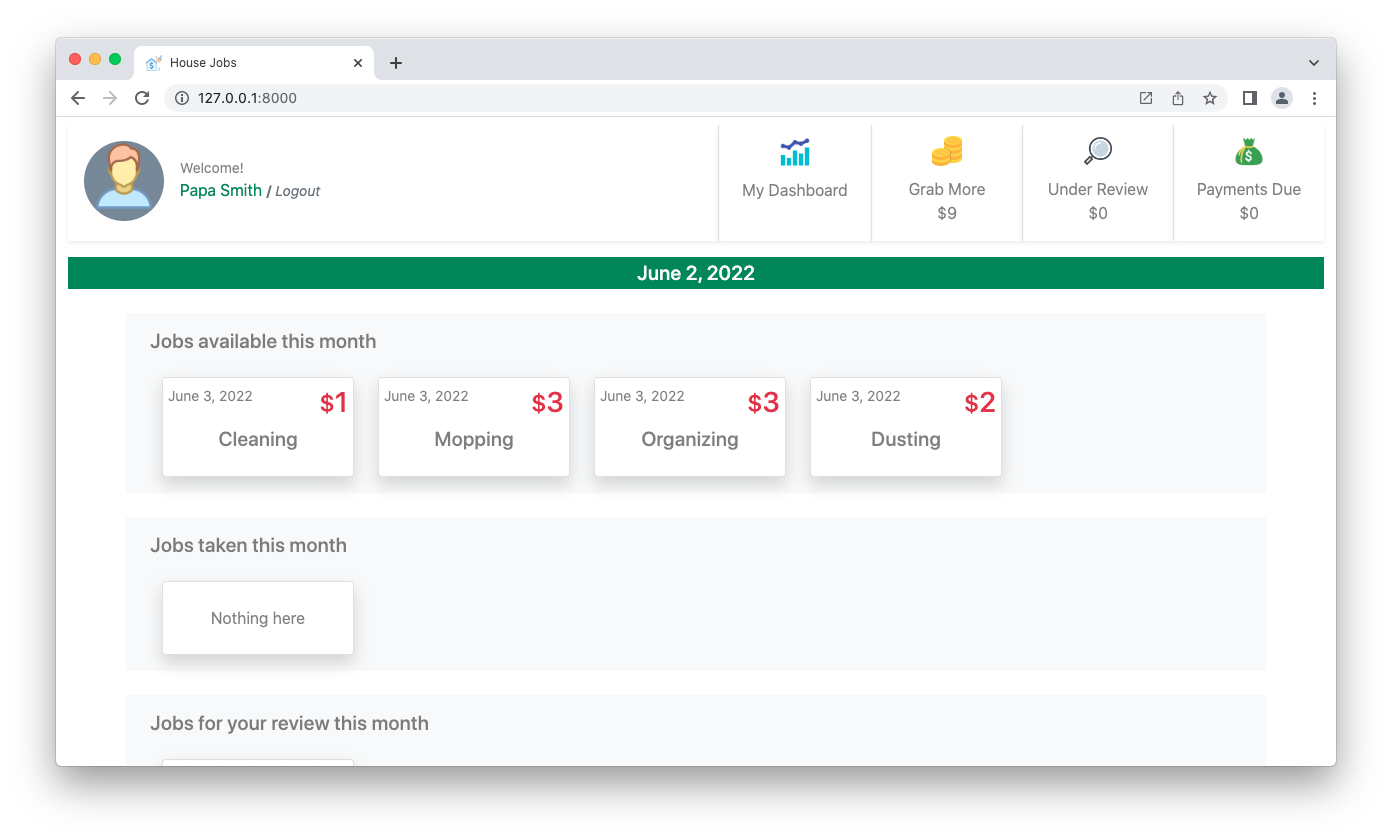 House Jobs
127.0.0.1:8000
Welcome!
Papa Smith / Logout
My Dashboard
Grab More
$9
Under Review
$0
Payments Due
$0
June 2, 2022
Jobs available this month
June 3, 2022 $1
Cleaning
June 3, 2022 $3
Mopping
June 3, 2022 $3
Organizing
June 3, 2022 $2
Dusting
Jobs taken this month
Nothing here
Jobs for your review this month